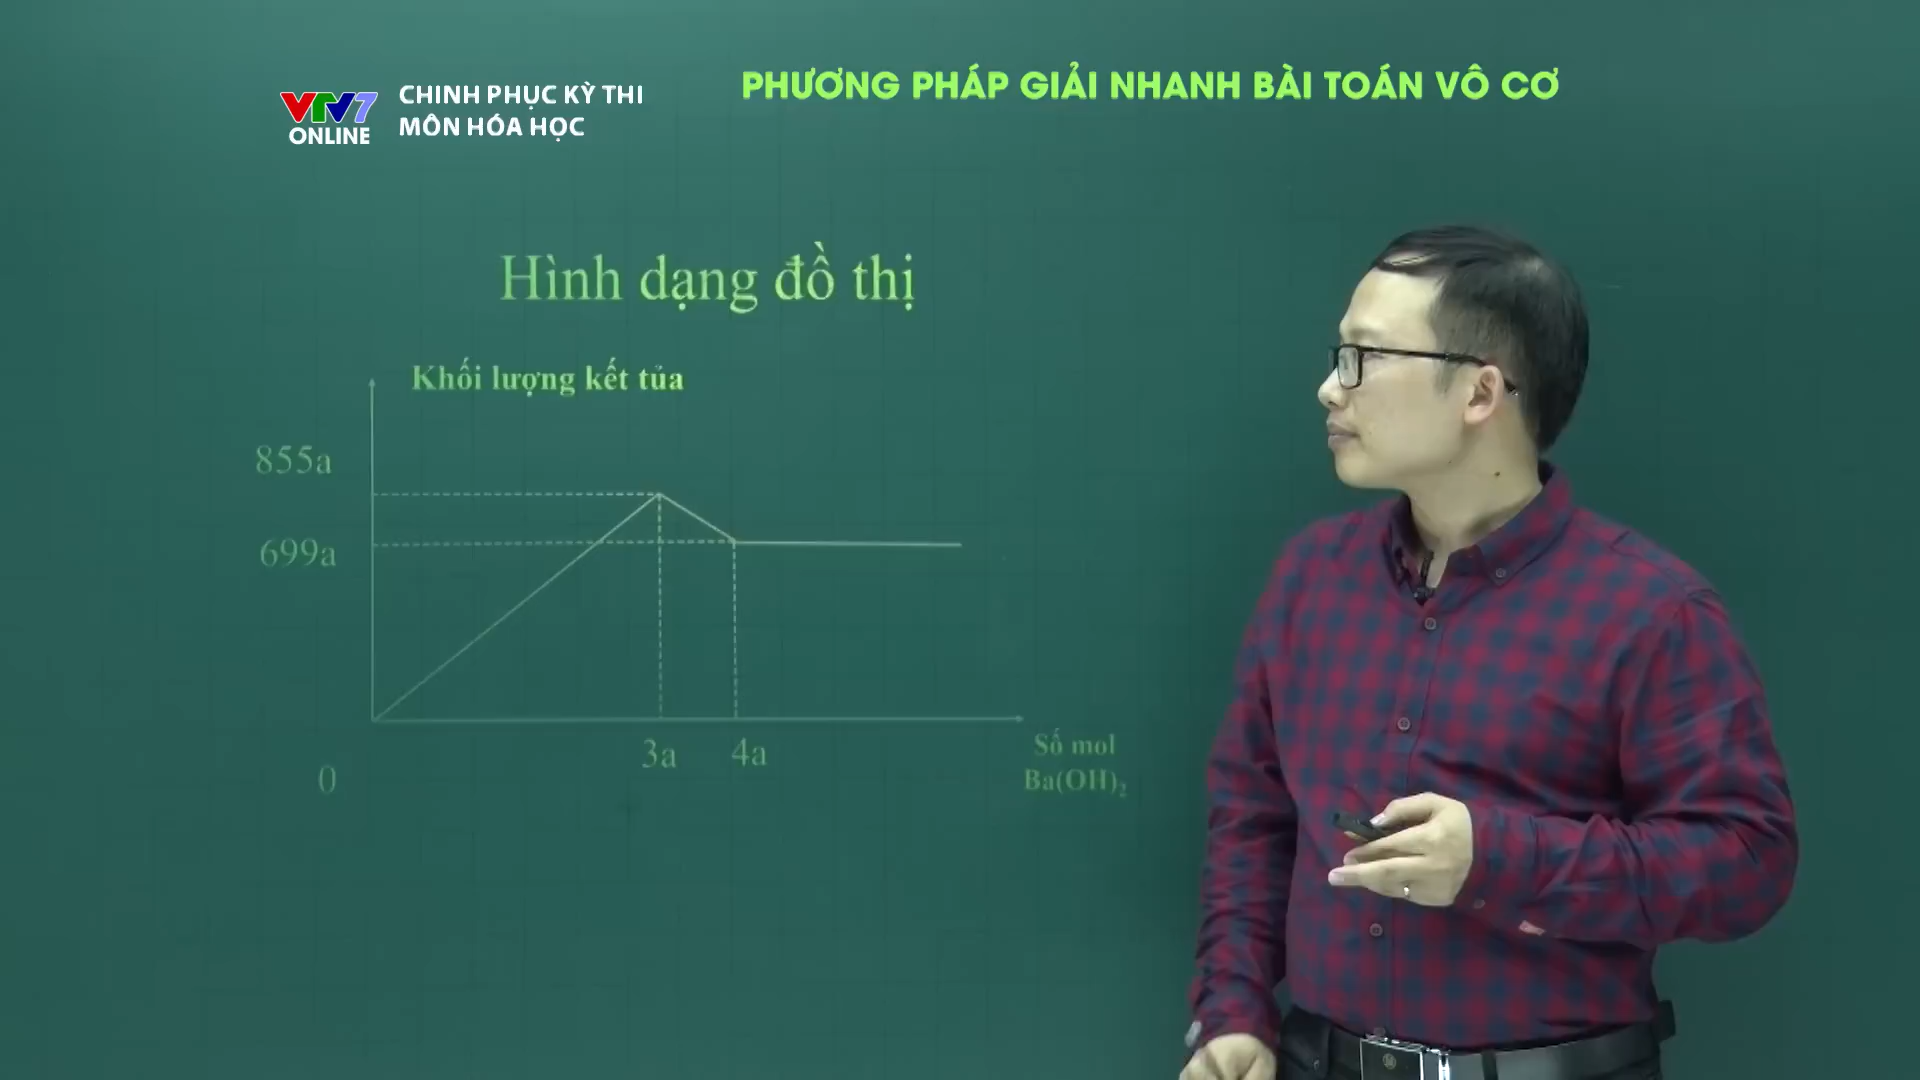 VTV7
ONLINE
CHINH PHỤC KỲ THI
MÔN HÓA HỌC
PHƯƠNG PHÁP GIẢI NHANH BÀI TOÁN VÔ CƠ
Hình dạng đồ thị
Khối lượng kết tủa
855a
699a
0
3a
4a
Số mol
Ba(OH)₂